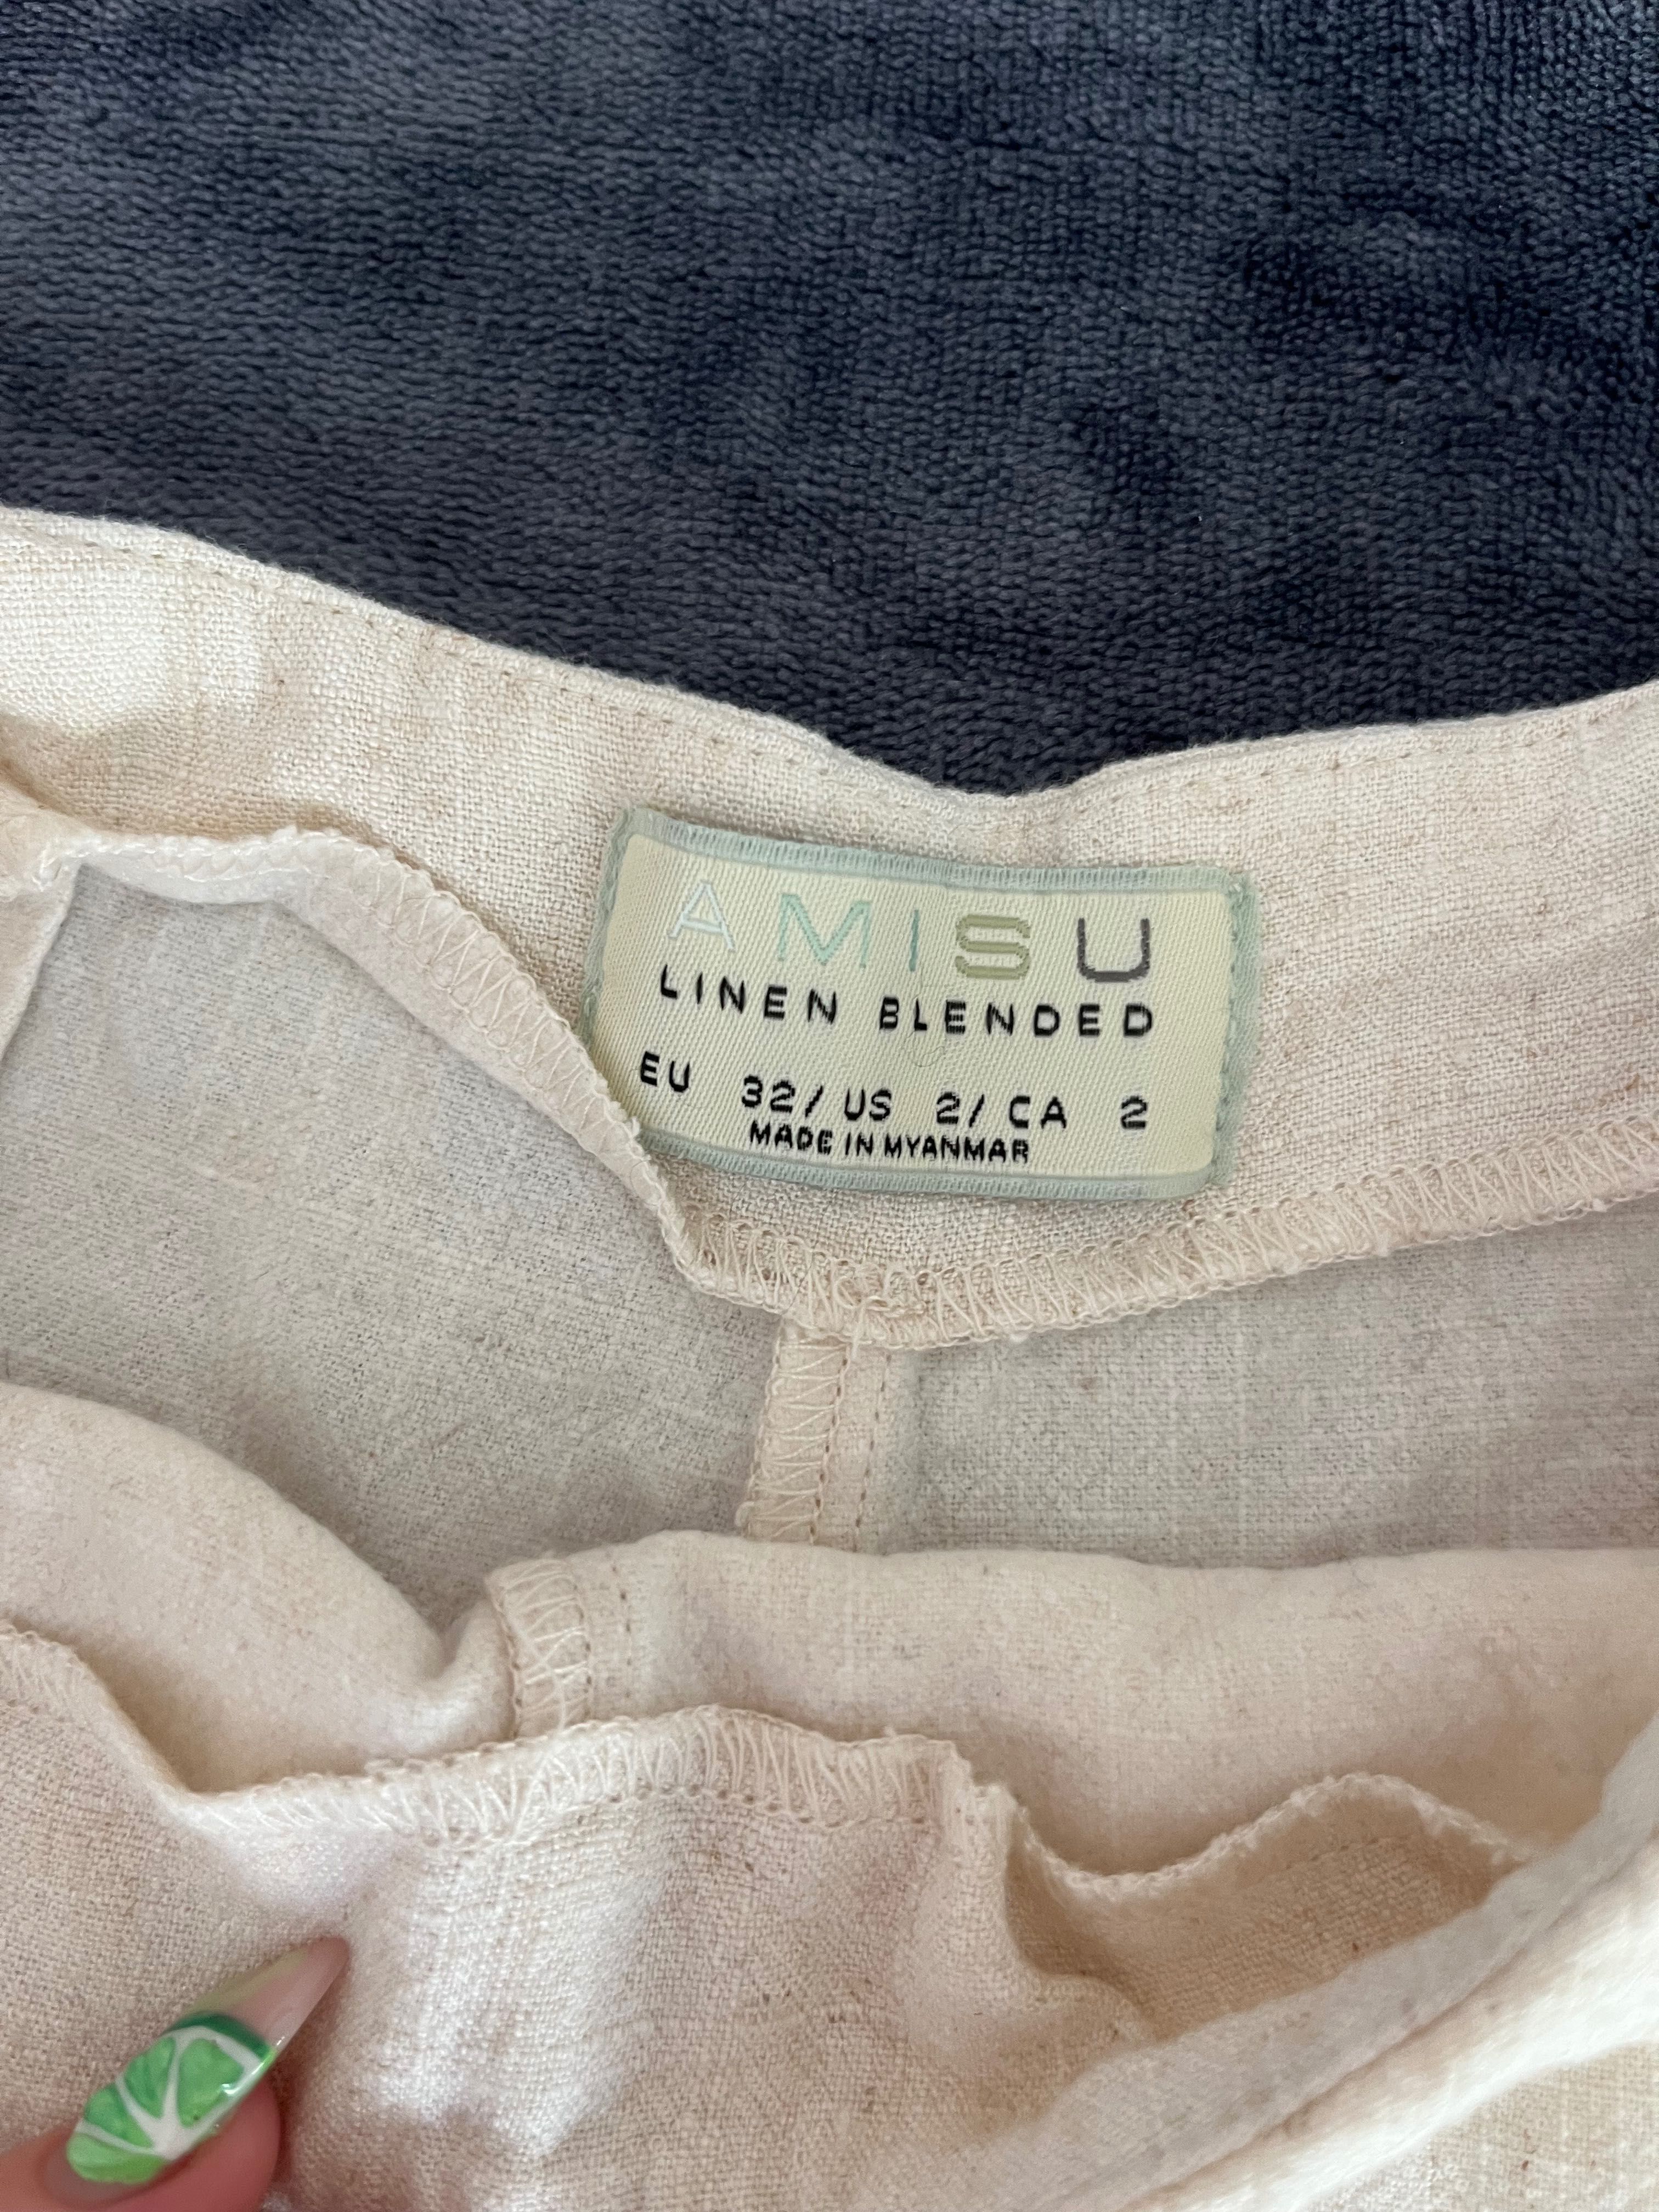 AMISU
LINEN BLENDED
EU 32/ US 2/ CA 2
MADE IN MYANMAR